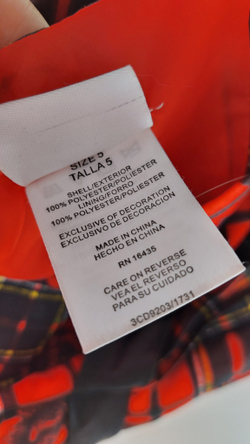 SIZE 5
TALLA 5
SHELL/EXTERIOR
100% POLYESTER/POLIESTER
LINING/FORRO
100% POLYESTER/POLIESTER
EXCLUSIVE OF DECORATION
EXCLUSIVO DE DECORACIÓN
MADE IN CHINA
HECHO EN CHINA
RN 16435
CARE ON REVERSE
VEA EL REVERSO
PARA SU CUIDADO
3CD9203/1731